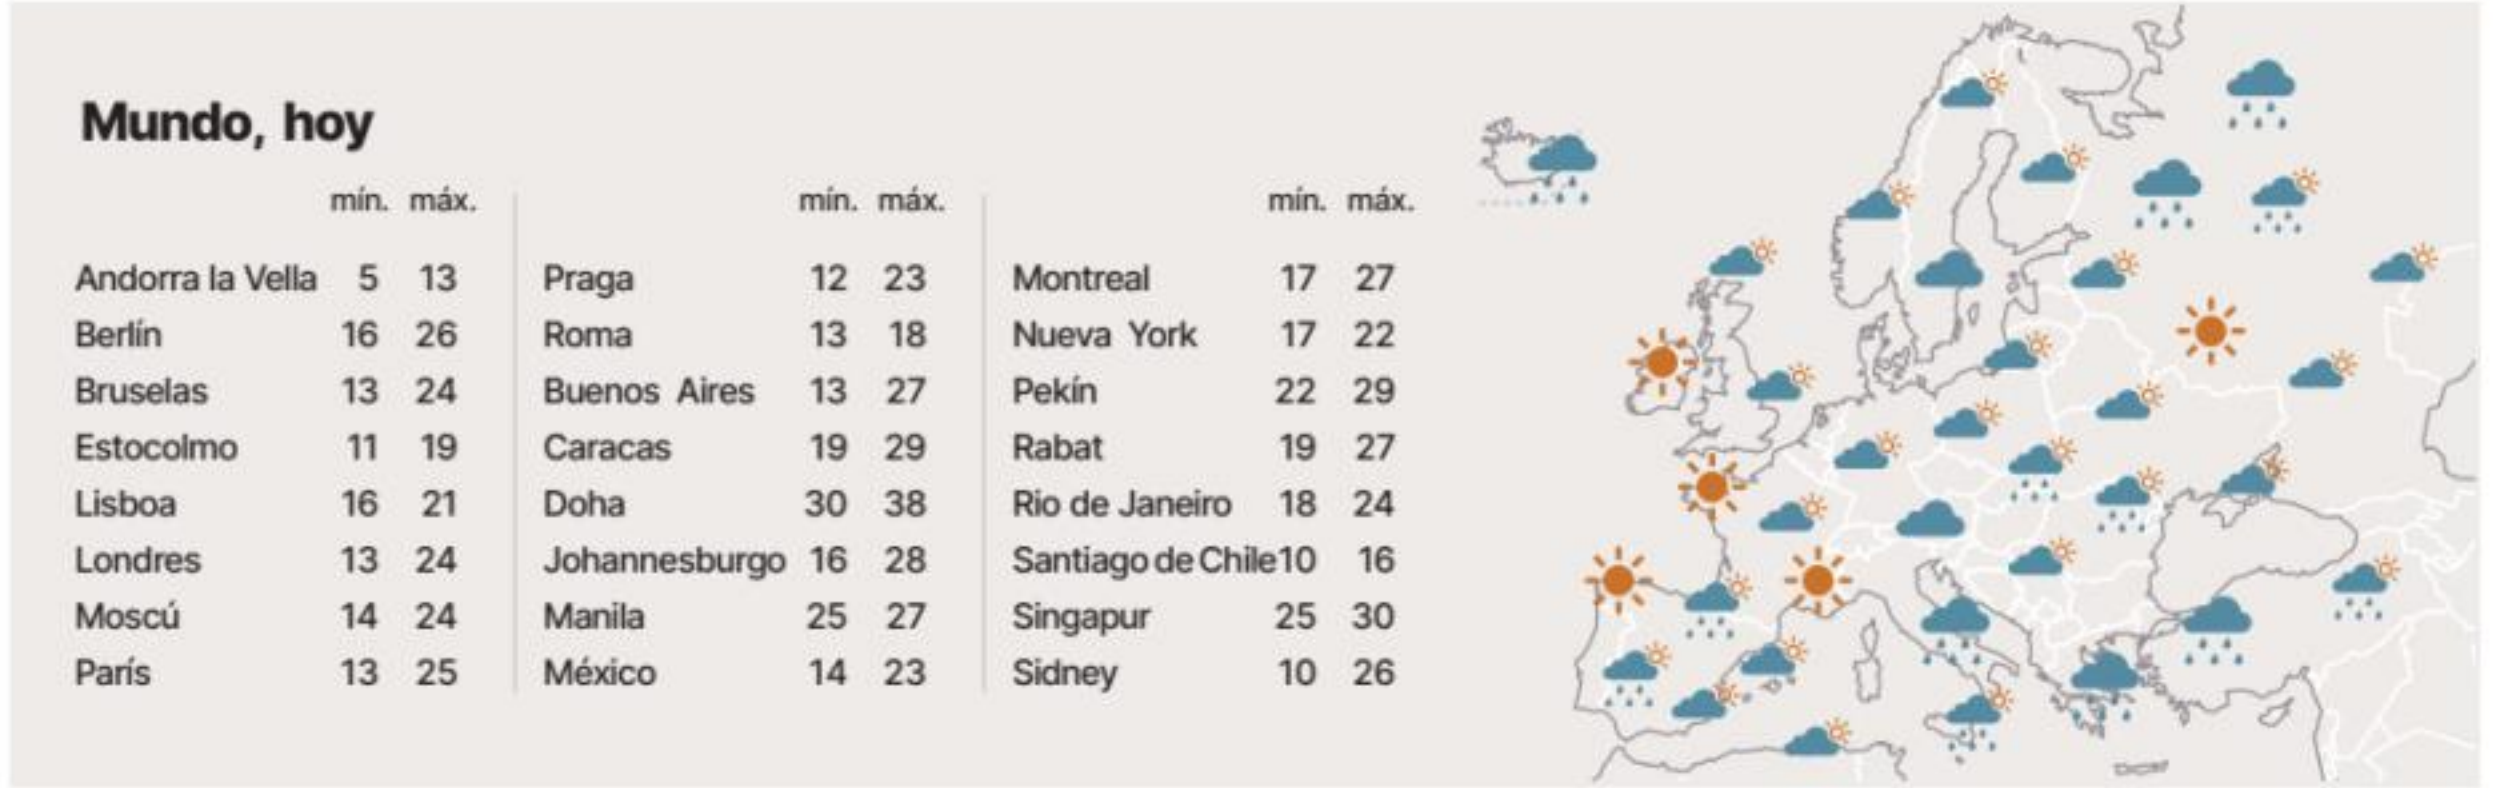 Mundo, hoy
mín. máx.
Andorra la Vella 5 13
Berlín 16 26
Bruselas 13 24
Estocolmo 11 19
Lisboa 16 21
Londres 13 24
Moscú 14 24
París 13 25
mín. máx.
Praga 12 23
Roma 13 18
Buenos Aires 13 27
Caracas 19 29
Doha 30 38
Johannesburgo 16 28
Manila 25 27
México 14 23
mín. máx.
Montreal 17 27
Nueva York 17 22
Pekín 22 29
Rabat 19 27
Rio de Janeiro 18 24
Santiago de Chile 10 16
Singapur 25 30
Sidney 10 26